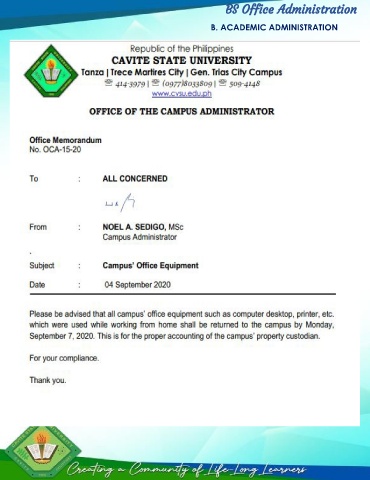 BS Office Administration
B. ACADEMIC ADMINISTRATION
Republic of the Philippines
CAVITE STATE UNIVERSITY
Tanza | Trece Martires City | Gen. Trias City Campus
☏ 414-3979 | ☏ (0977)8033809 | ☏ 509-4148
www.cvsu.edu.ph
OFFICE OF THE CAMPUS ADMINISTRATOR
Office Memorandum
No. OCA-15-20
To : ALL CONCERNED
From : NOEL A. SEDIGO, MSc
Campus Administrator
.
Subject : Campus' Office Equipment
Date : 04 September 2020
Please be advised that all campus' office equipment such as computer desktop, printer, etc.
which were used while working from home shall be returned to the campus by Monday,
September 7, 2020. This is for the proper accounting of the campus' property custodian.
For your compliance.
Thank you.
Creating a Community of Life-Long Learners